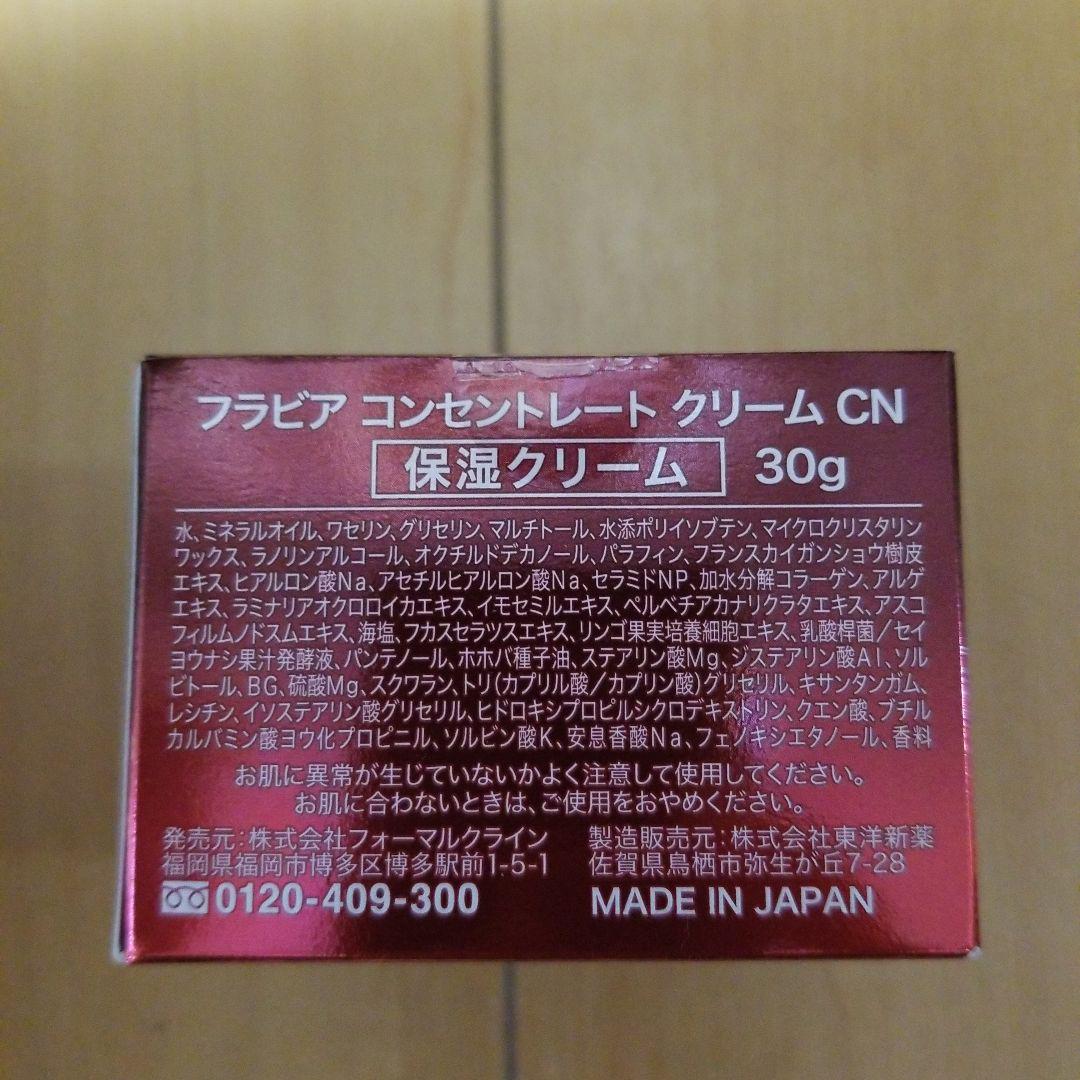 フラビア コンセントレート クリーム CN
保湿クリーム 30g
水、ミネラルオイル、ワセリン、グリセリン、マルチトール、水添ポリイソブテン、マイクロクリスタリン
ワックス、ラノリンアルコール、オクチルドデカノール、パラフィン、フランスカイガンショウ樹皮
エキス、ヒアルロン酸Na、アセチルヒアルロン酸Na、セラミドNP、加水分解コラーゲン、アルゲ
エキス、ラミナリアオクロロイカエキス、イモセミルエキス、ペルベチアカナリクラタエキス、アスコ
フィルムノドスムエキス、海塩、フカスセラツスエキス、リンゴ果実培養細胞エキス、乳酸桿菌/セイ
ヨウナシ果汁発酵液、パンテノール、ホホバ種子油、ステアリン酸Mg、ジステアリン酸Al、ソル
ビトール、BG、硫酸Mg、スクワラン、トリ(カプリル酸/カプリン酸)グリセリル、キサンタンガム、
レシチン、イソステアリン酸グリセリル、ヒドロキシプロピルシクロデキストリン、クエン酸、ブチル
カルバミン酸ヨウ化プロピニル、ソルビン酸K、安息香酸Na、フェノキシエタノール、香料
お肌に異常が生じていないかよく注意して使用してください。
お肌に合わないときは、ご使用をおやめください。
発売元:株式会社フォーマルクライン 製造販売元:株式会社東洋新薬
福岡県福岡市博多区博多駅前1-5-1 佐賀県鳥栖市弥生が丘7-28
0120-409-300 MADE IN JAPAN